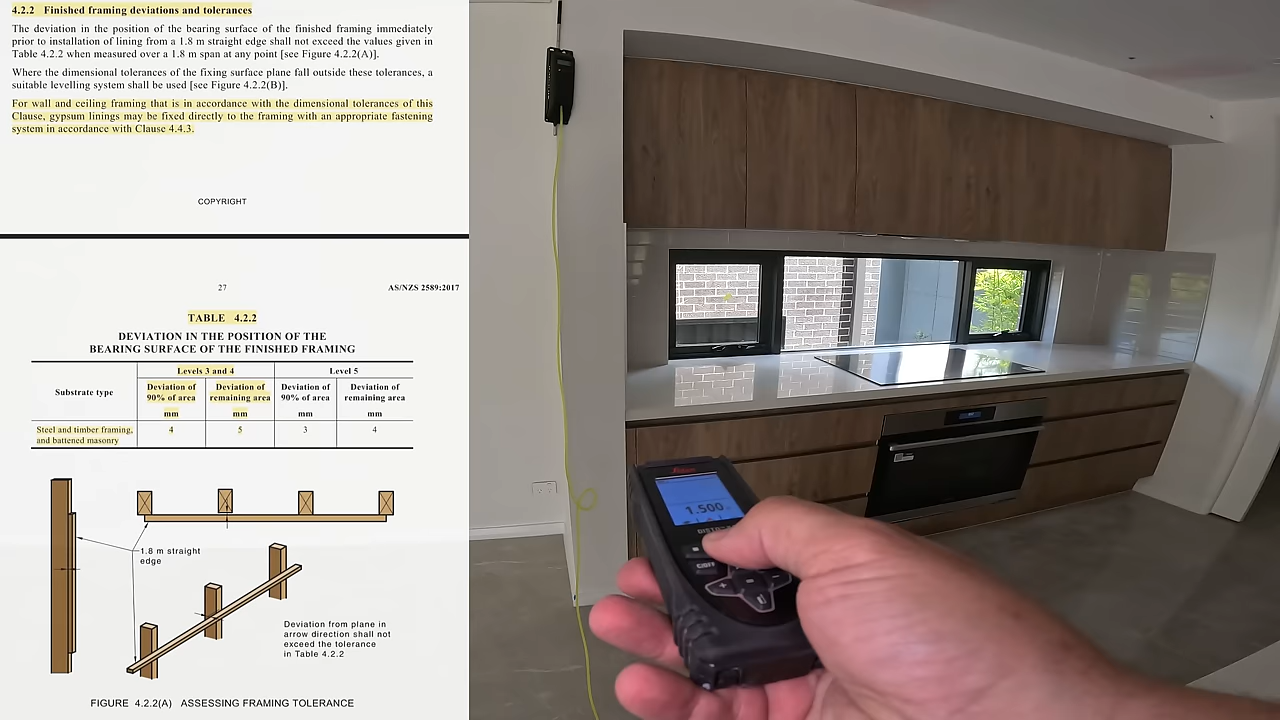 4.2.2 Finished framing deviations and tolerances
The deviation in the position of the bearing surface of the finished framing immediately
prior to installation of lining from a 1.8 m straight edge shall not exceed the values given in
Table 4.2.2 when measured over a 1.8 m span at any point [see Figure 4.2.2(A)].
Where the dimensional tolerances of the fixing surface plane fall outside these tolerances, a
suitable levelling system shall be used [see Figure 4.2.2(B)].
For wall and ceiling framing that is in accordance with the dimensional tolerances of this
Clause, gypsum linings may be fixed directly to the framing with an appropriate fastening
system in accordance with Clause 4.4.3.
COPYRIGHT
27 AS/NZS 2589:2017
TABLE 4.2.2
DEVIATION IN THE POSITION OF THE
BEARING SURFACE OF THE FINISHED FRAMING
Substrate type
Levels 3 and 4 Level 5
Deviation of Deviation of Deviation of Deviation of
90% of area remaining area 90% of area remaining area
mm mm mm mm
Steel and timber framing, 4 5 3 4
and battened masonry
1.8 m straight
edge
Deviation from plane in
arrow direction shall not
exceed the tolerance
in Table 4.2.2
FIGURE 4.2.2(A) ASSESSING FRAMING TOLERANCE
Leica
1.500